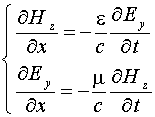 ∂H_z/∂x = −(ε/c) ∂E_y/∂t
∂E_y/∂x = −(μ/c) ∂H_z/∂t